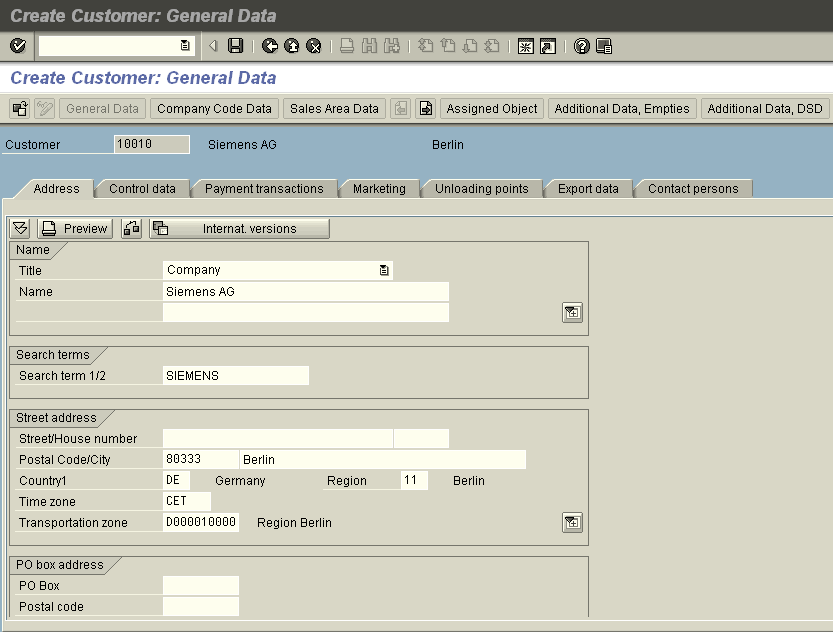 Create Customer: General Data
Create Customer: General Data
General Data Company Code Data Sales Area Data Assigned Object Additional Data, Empties Additional Data, DSD
Customer 10010 Siemens AG Berlin
Address Control data Payment transactions Marketing Unloading points Export data Contact persons
Preview Internat. versions
Name
Title Company
Name Siemens AG
Search terms
Search term 1/2 SIEMENS
Street address
Street/House number
Postal Code/City 80333 Berlin
Country1 DE Germany Region 11 Berlin
Time zone CET
Transportation zone D000010000 Region Berlin
PO box address
PO Box
Postal code